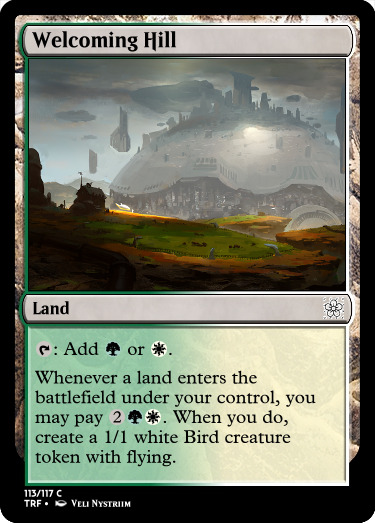 Welcoming Hill
Land
: Add or .
Whenever a land enters the
battlefield under your control, you
may pay 2 . When you do,
create a 1/1 white Bird creature
token with flying.
113/117 C
TRF • Veli Nystriim